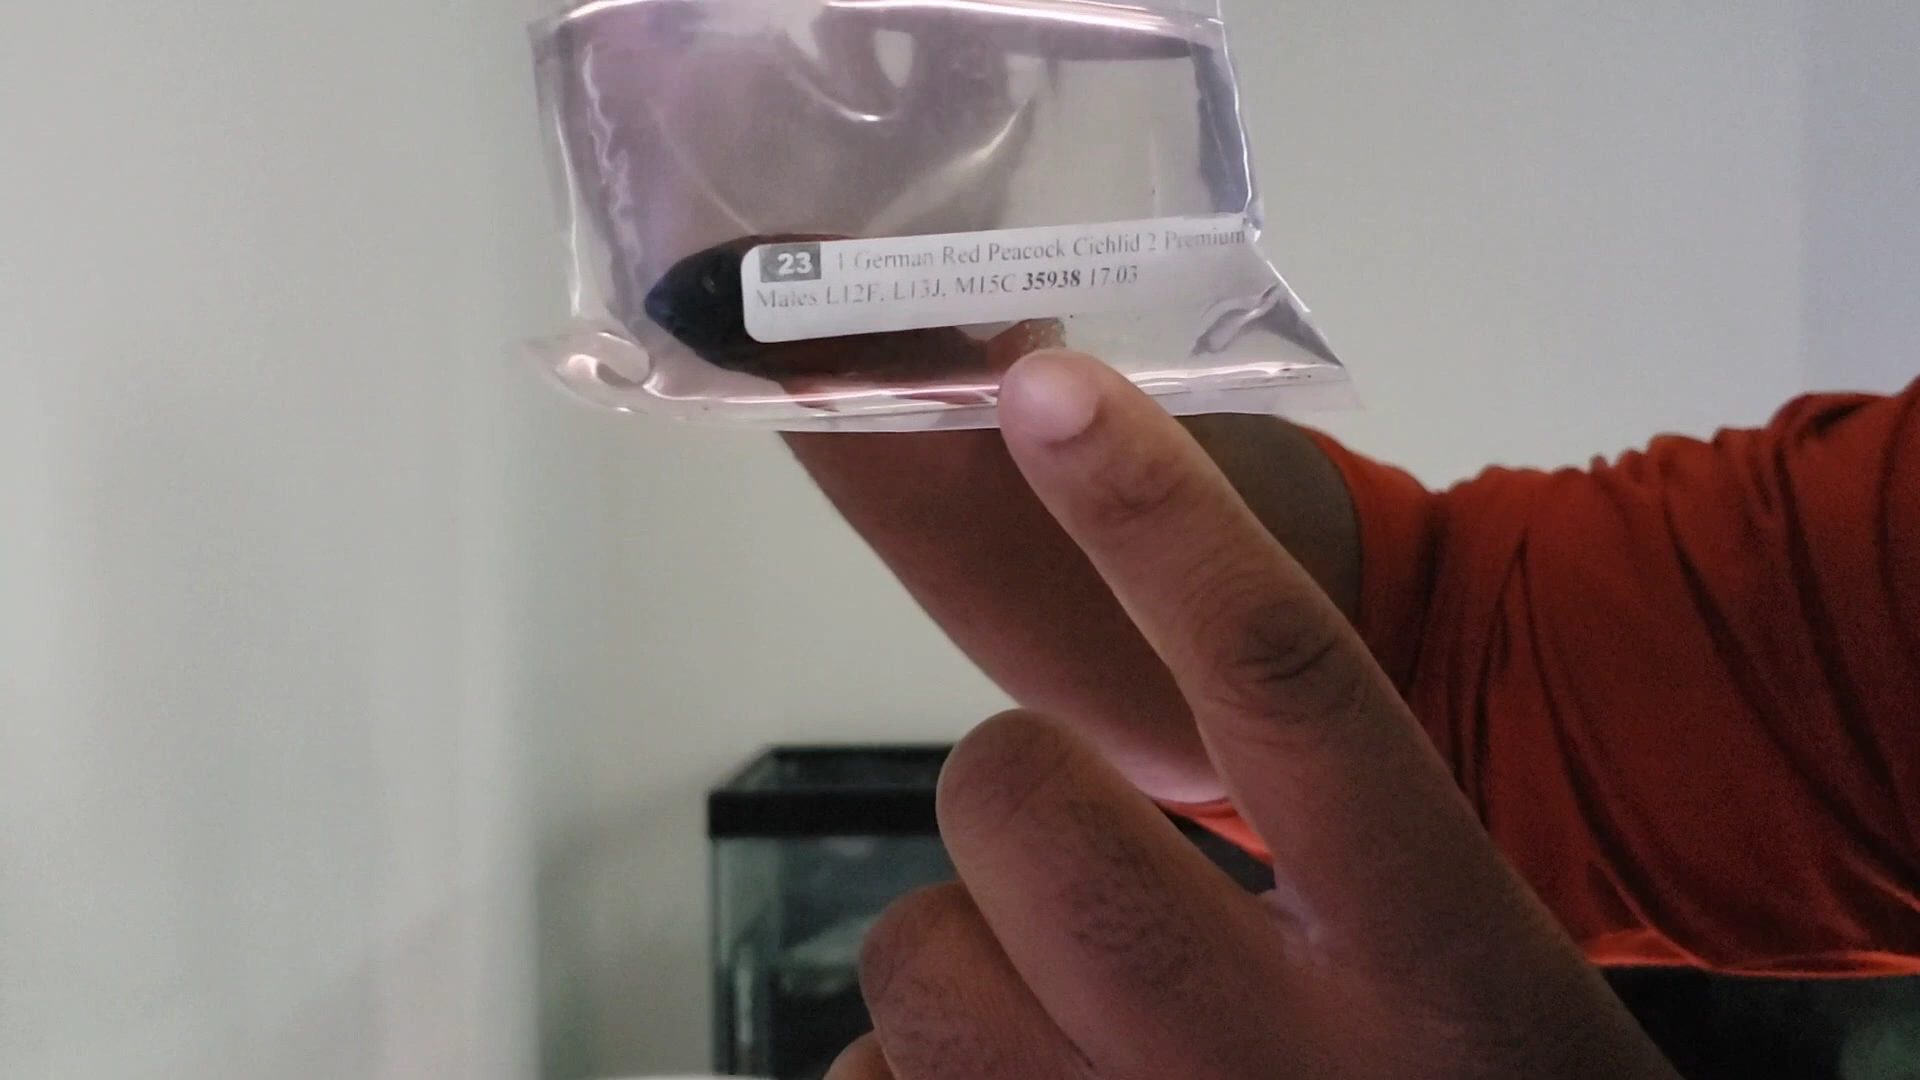 23 1 German Red Peacock Cichlid 2 Premium
Males L12F, L13J, M15C 35938 17.03